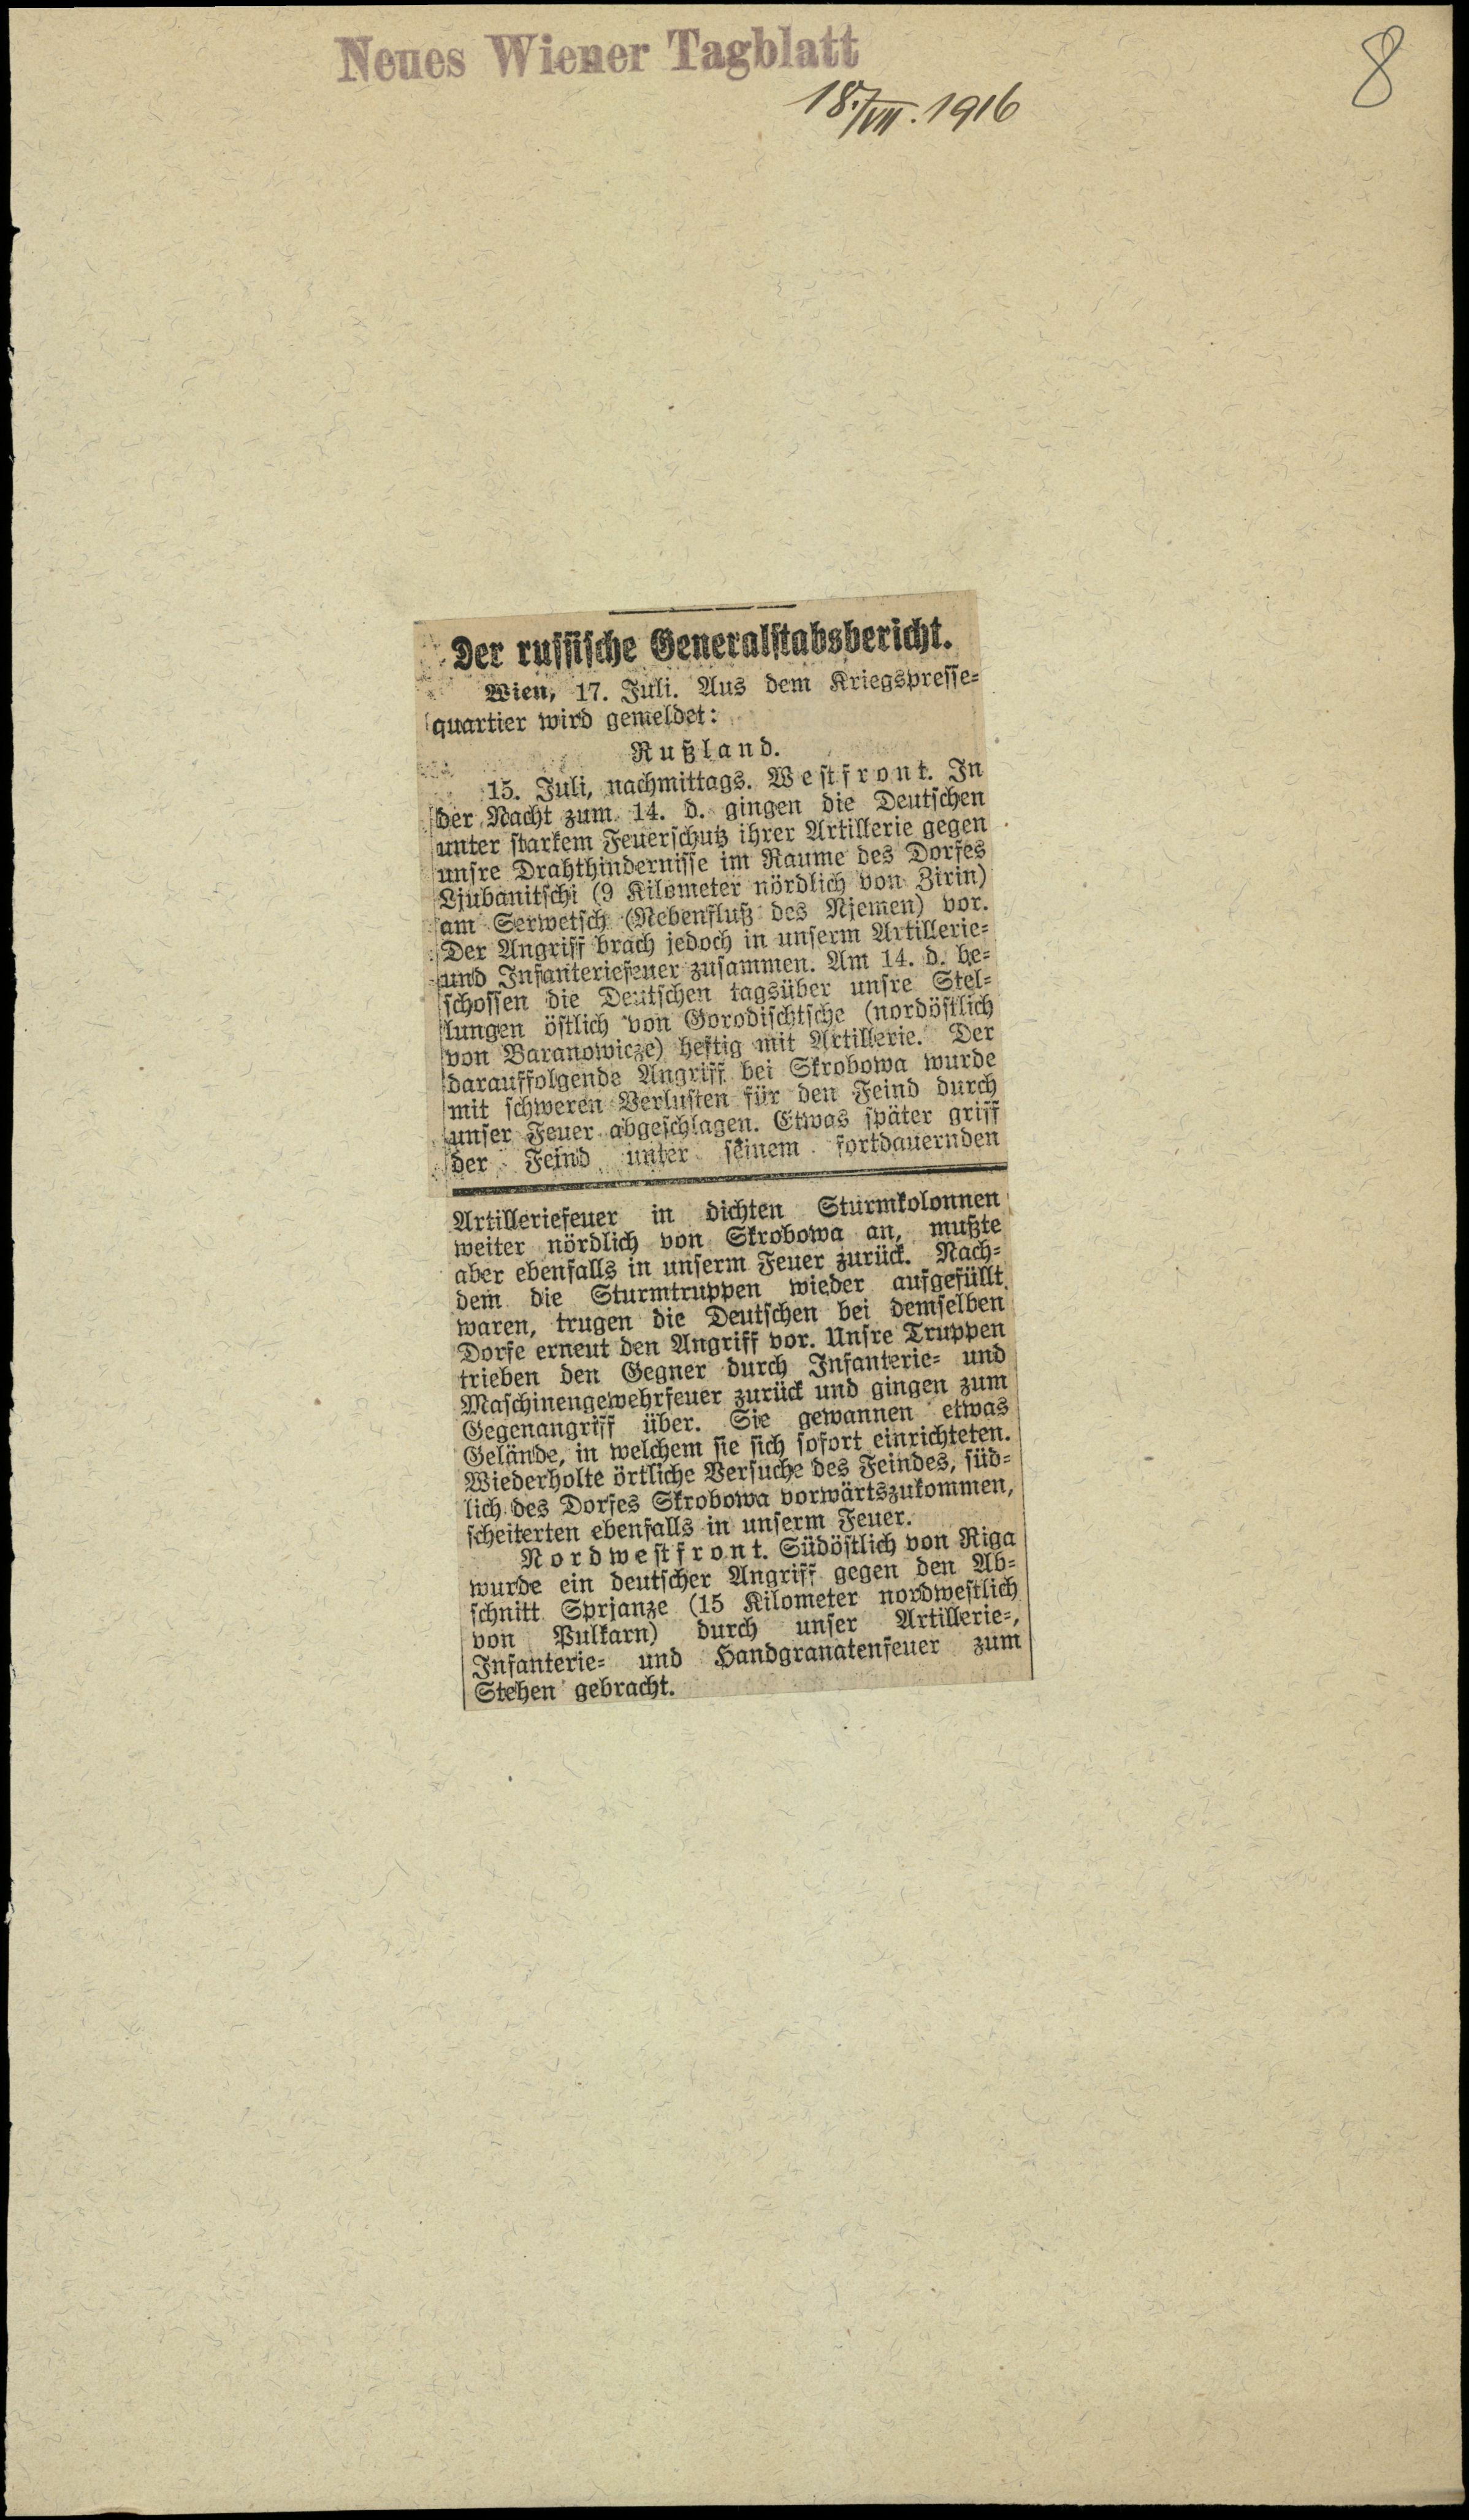 Neues Wiener Tagblatt
8
18./VII. 1916
Der russische Generalstabsbericht.
Wien, 17. Juli. Aus dem Kriegspresse-
quartier wird gemeldet:
Rußland.
15. Juli, nachmittags. Westfront. In
der Nacht zum 14. d. gingen die Deutschen
unter starkem Feuerschutz ihrer Artillerie gegen
unsre Drahthindernisse im Raume des Dorfes
Ljubanitschi (9 Kilometer nördlich von Zirin)
am Serwetsch (Nebenfluß des Njemen) vor.
Der Angriff brach jedoch in unserm Artillerie-
und Infanteriefeuer zusammen. Am 14. d. be-
schossen die Deutschen tagsüber unsre Stel-
lungen östlich von Gorodischtsche (nordöstlich
von Baranowicze) heftig mit Artillerie. Der
darauffolgende Angriff bei Skrobowa wurde
mit schweren Verlusten für den Feind durch
unser Feuer abgeschlagen. Etwas später griff
der Feind unter seinem fortdauernden
Artilleriefeuer in dichten Sturmkolonnen
weiter nördlich von Skrobowa an, mußte
aber ebenfalls in unserm Feuer zurück. Nach-
dem die Sturmtruppen wieder aufgefüllt
waren, trugen die Deutschen bei demselben
Dorfe erneut den Angriff vor. Unsre Truppen
trieben den Gegner durch Infanterie- und
Maschinengewehrfeuer zurück und gingen zum
Gegenangriff über. Sie gewannen etwas
Gelände, in welchem sie sich sofort einrichteten.
Wiederholte örtliche Versuche des Feindes, süd-
lich des Dorfes Skrobowa vorwärtszukommen,
scheiterten ebenfalls in unserm Feuer.
Nordwestfront. Südöstlich von Riga
wurde ein deutscher Angriff gegen den Ab-
schnitt Sprjanze (15 Kilometer nordwestlich
von Pulkarn) durch unser Artillerie-,
Infanterie- und Handgranatenfeuer zum
Stehen gebracht.